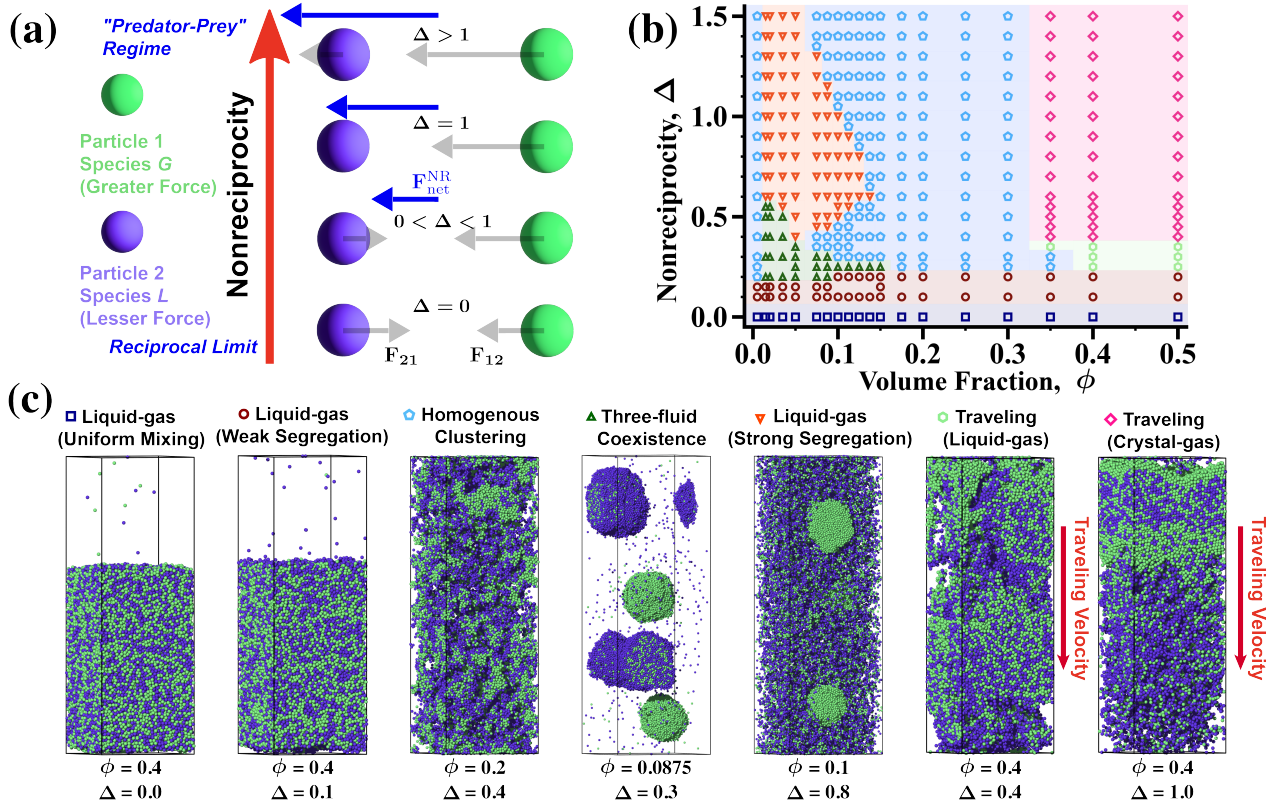 (a)
"Predator-Prey"
Regime
Particle 1
Species G
(Greater Force)
Particle 2
Species L
(Lesser Force)
Reciprocal Limit
Nonreciprocity
Δ > 1
Δ = 1
F_net^NR
0 < Δ < 1
Δ = 0
F₂₁
F₁₂
(b)
Nonreciprocity, Δ
1.5
1.0
0.5
0.0
0.0
0.1
0.2
0.3
0.4
0.5
Volume Fraction, ϕ
(c)
Liquid-gas
(Uniform Mixing)
Liquid-gas
(Weak Segregation)
Homogenous
Clustering
Three-fluid
Coexistence
Liquid-gas
(Strong Segregation)
Traveling
(Liquid-gas)
Traveling
(Crystal-gas)
Traveling Velocity
Traveling Velocity
ϕ = 0.4
Δ = 0.0
ϕ = 0.4
Δ = 0.1
ϕ = 0.2
Δ = 0.4
ϕ = 0.0875
Δ = 0.3
ϕ = 0.1
Δ = 0.8
ϕ = 0.4
Δ = 0.4
ϕ = 0.4
Δ = 1.0